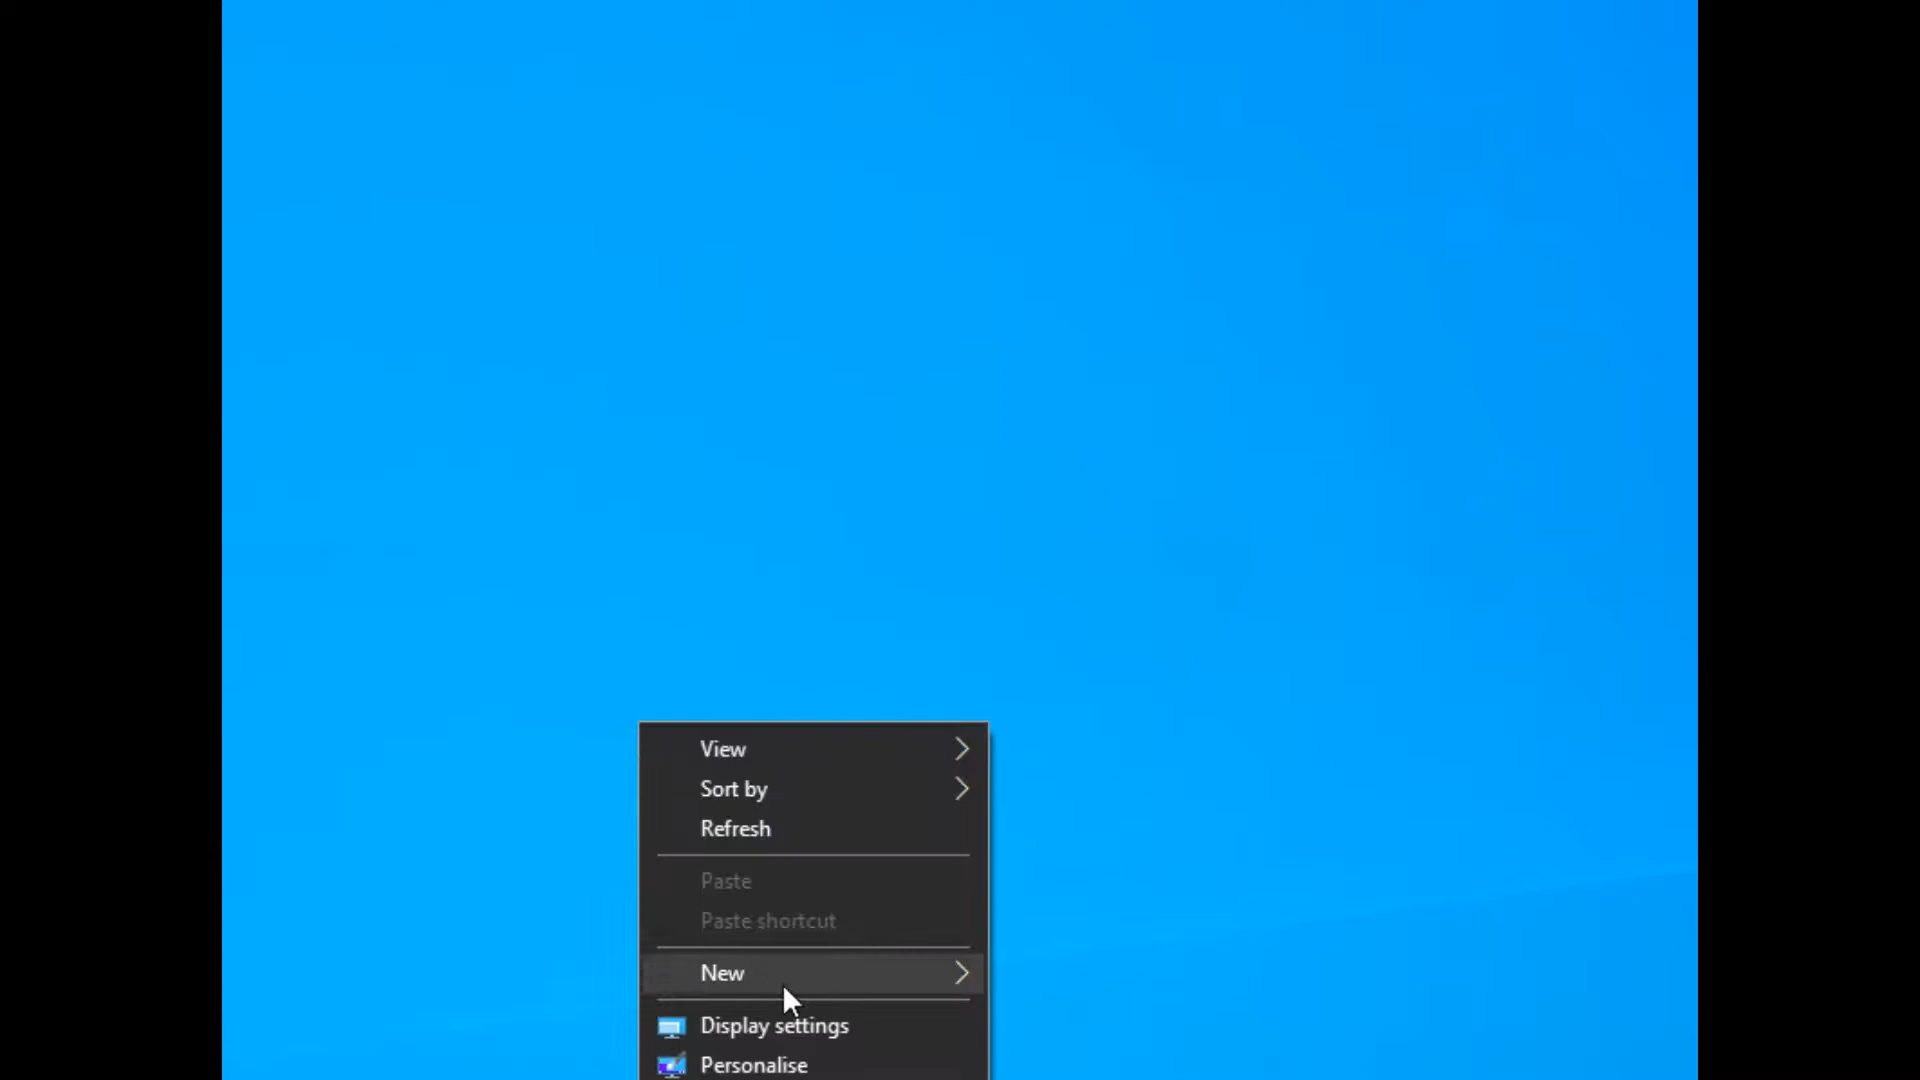 View
Sort by
Refresh
Paste
Paste shortcut
New
Display settings
Personalise